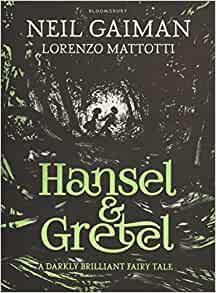 BLOOMSBURY
NEIL GAIMAN
LORENZO MATTOTTI
Hansel
&
Gretel
A DARKLY BRILLIANT FAIRY TALE